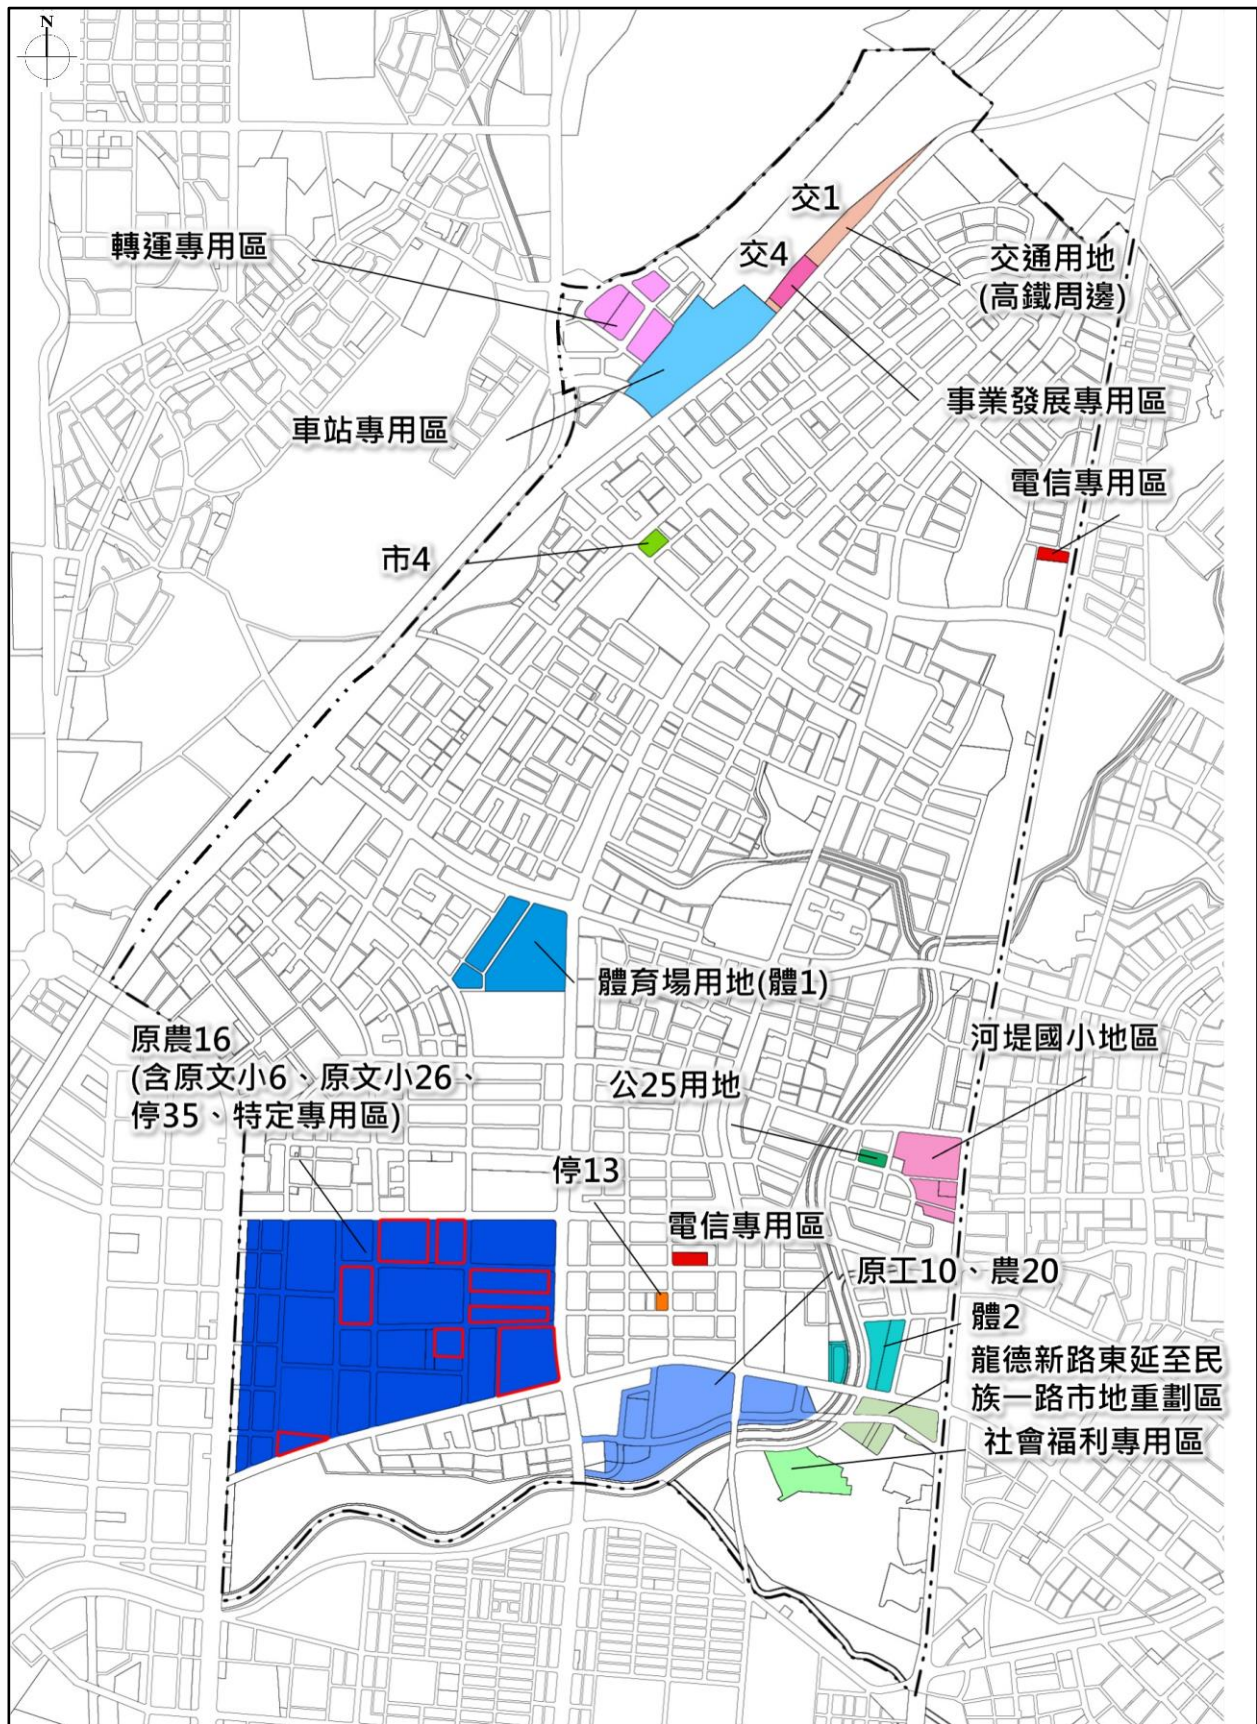 N
交1
轉運專用區
交4
交通用地
(高鐵周邊)
事業發展專用區
車站專用區
電信專用區
市4
體育場用地(體1)
原農16
(含原文小6、原文小26、
停35、特定專用區)
河堤國小地區
公25用地
停13
電信專用區
原工10、農20
體2
龍德新路東延至民
族一路市地重劃區
社會福利專用區